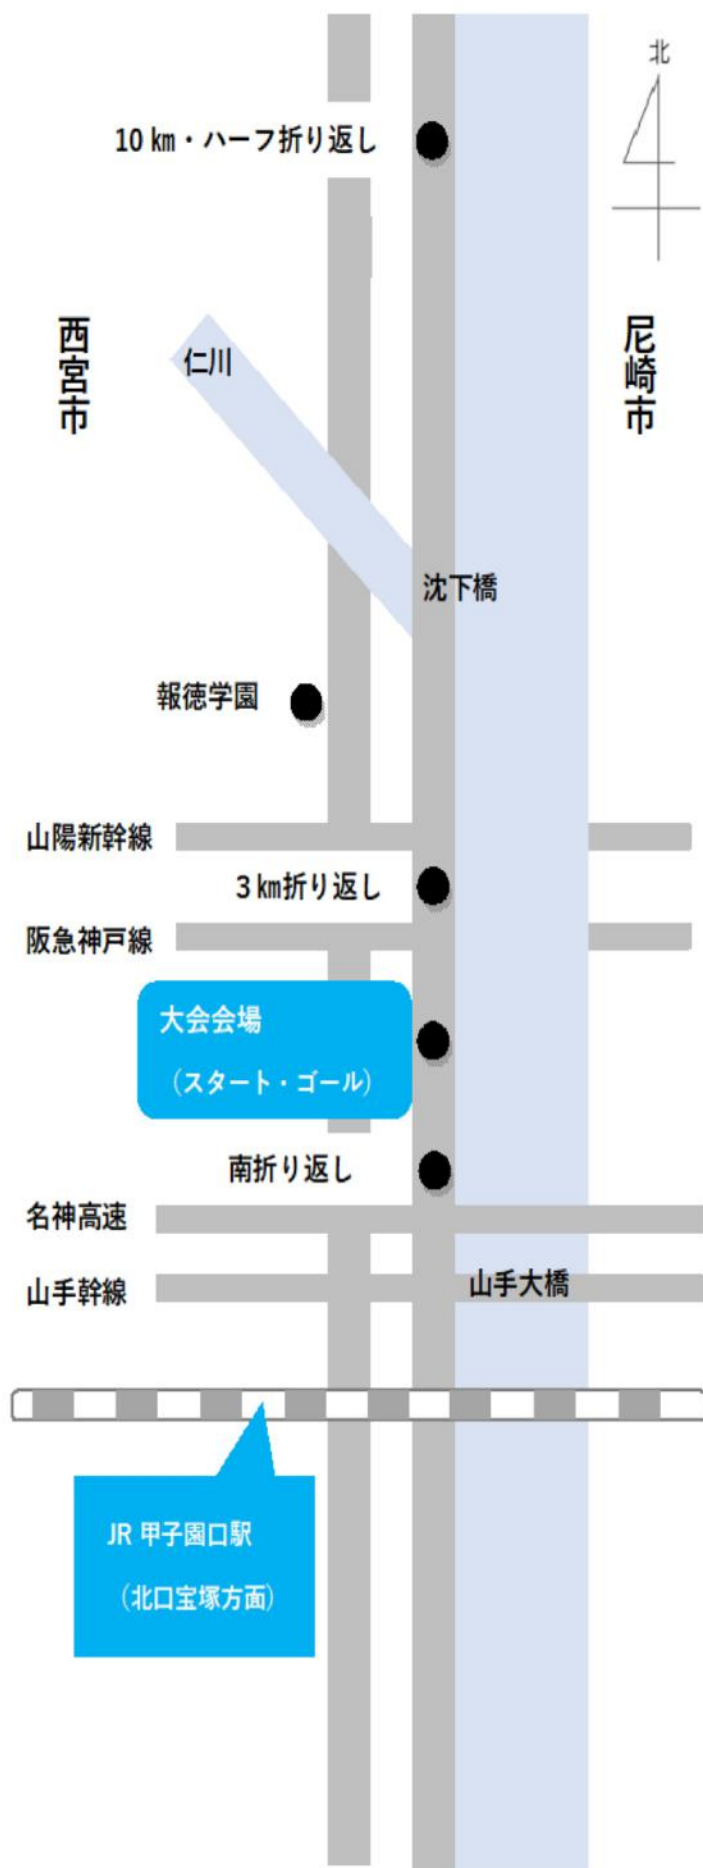 北
10 ㎞・ハーフ折り返し
西宮市
尼崎市
仁川
沈下橋
報徳学園
山陽新幹線
3 ㎞折り返し
阪急神戸線
大会会場
（スタート・ゴール）
南折り返し
名神高速
山手幹線
山手大橋
JR 甲子園口駅
（北口宝塚方面）